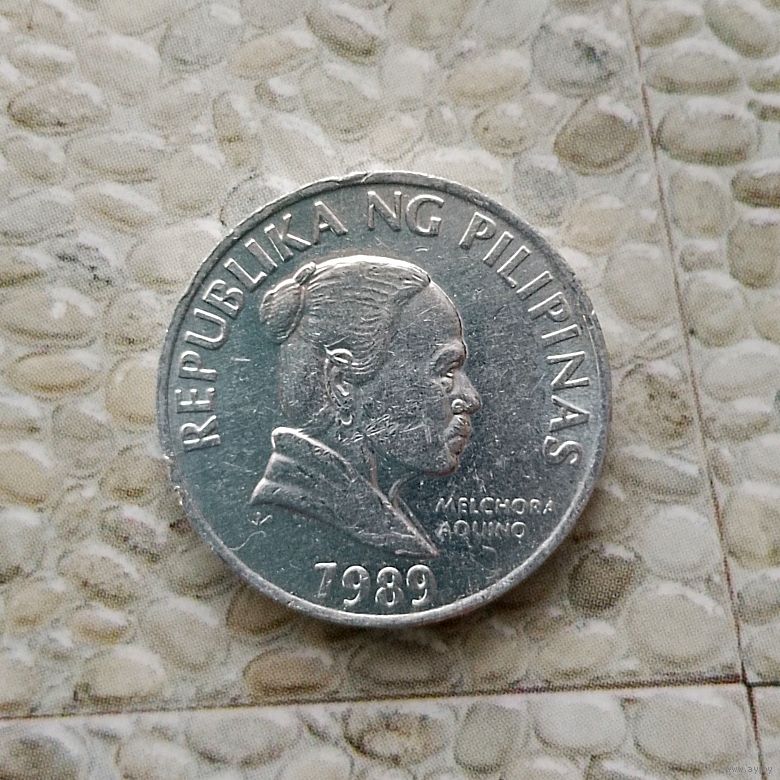 REPUBLIKA NG PILIPINAS
MELCHORA
AQUINO
1989